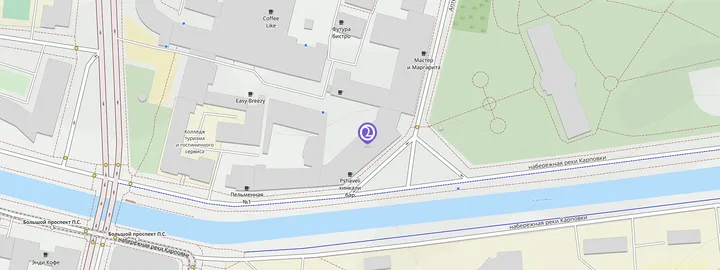 Coffee
Like
Футура
бистро
Мастер
и Маргарита
Easy Breezy
Колледж
туризма
и гостиничного
сервиса
набережная реки Карповки
Pshavels
хинкали
бар
Пельменная
№1
Большой проспект П.С.
набережная реки Карповки
Большой проспект П.С.
набережная реки Карповки
Энди Кофе